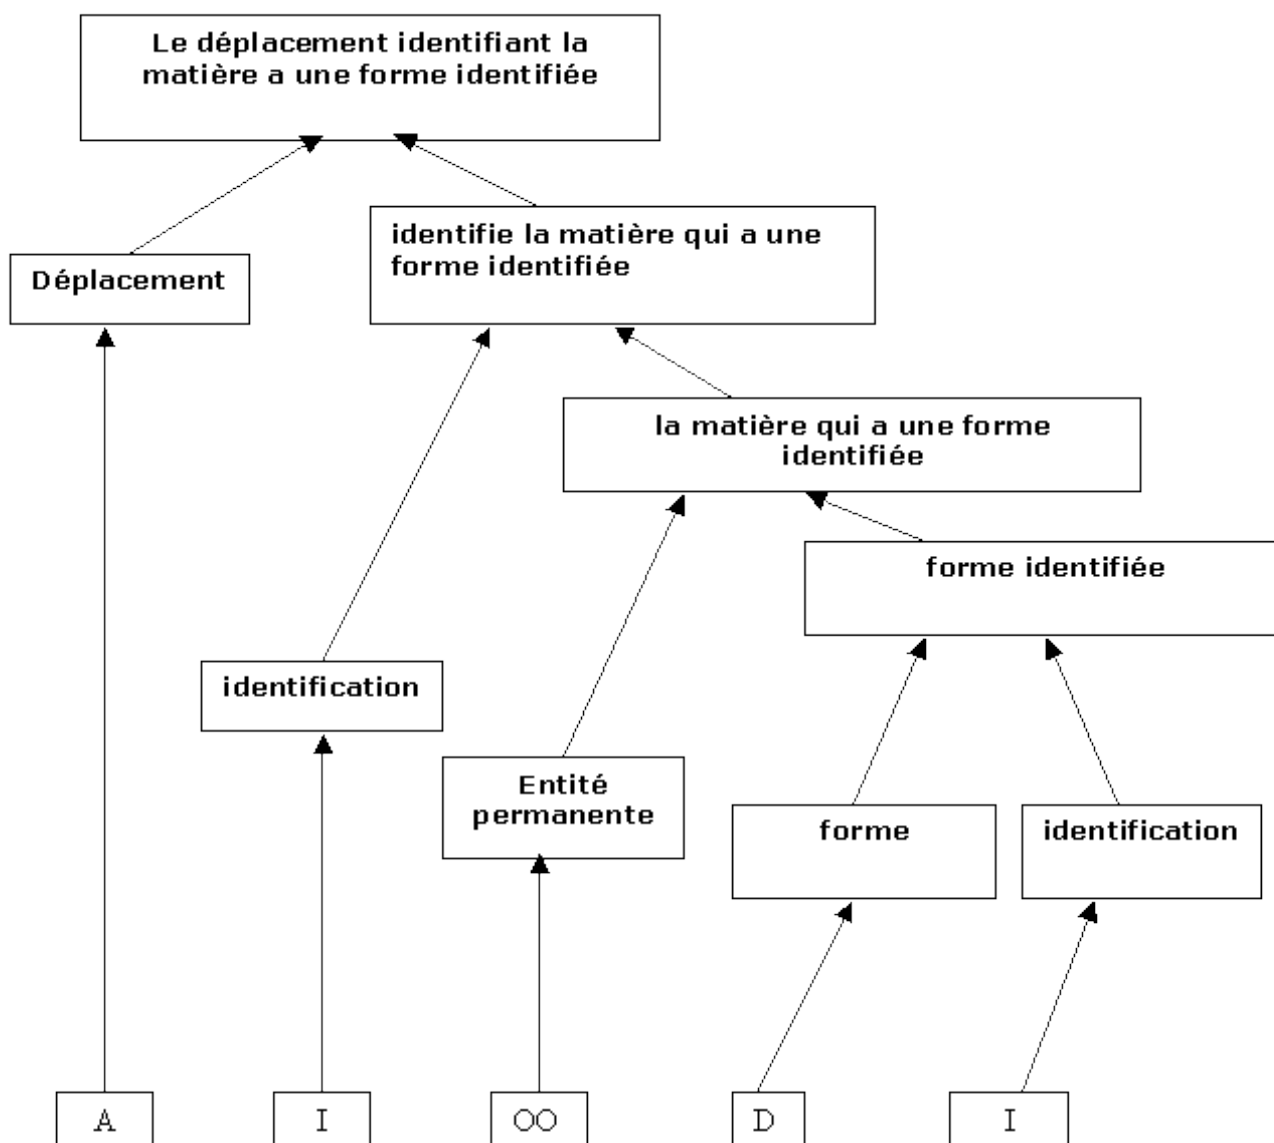 Le déplacement identifiant la
matière a une forme identifiée
identifie la matière qui a une
forme identifiée
Déplacement
la matière qui a une forme
identifiée
forme identifiée
identification
Entité
permanente
forme
identification
A
I
OO
D
I